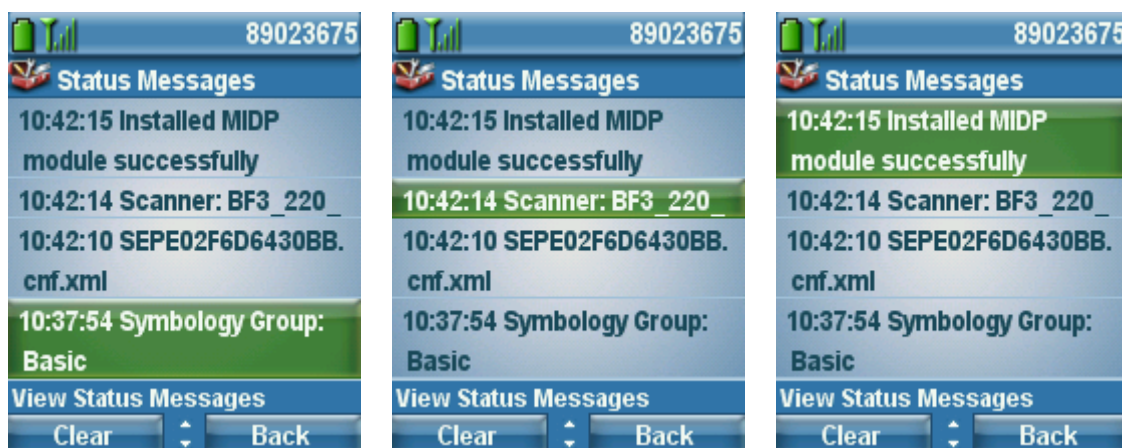 89023675
Status Messages
10:42:15 Installed MIDP
module successfully
10:42:14 Scanner: BF3_220_
10:42:10 SEPE02F6D6430BB.
cnf.xml
10:37:54 Symbology Group:
Basic
View Status Messages
Clear Back
89023675
Status Messages
10:42:15 Installed MIDP
module successfully
10:42:14 Scanner: BF3_220_
10:42:10 SEPE02F6D6430BB.
cnf.xml
10:37:54 Symbology Group:
Basic
View Status Messages
Clear Back
89023675
Status Messages
10:42:15 Installed MIDP
module successfully
10:42:14 Scanner: BF3_220_
10:42:10 SEPE02F6D6430BB.
cnf.xml
10:37:54 Symbology Group:
Basic
View Status Messages
Clear Back